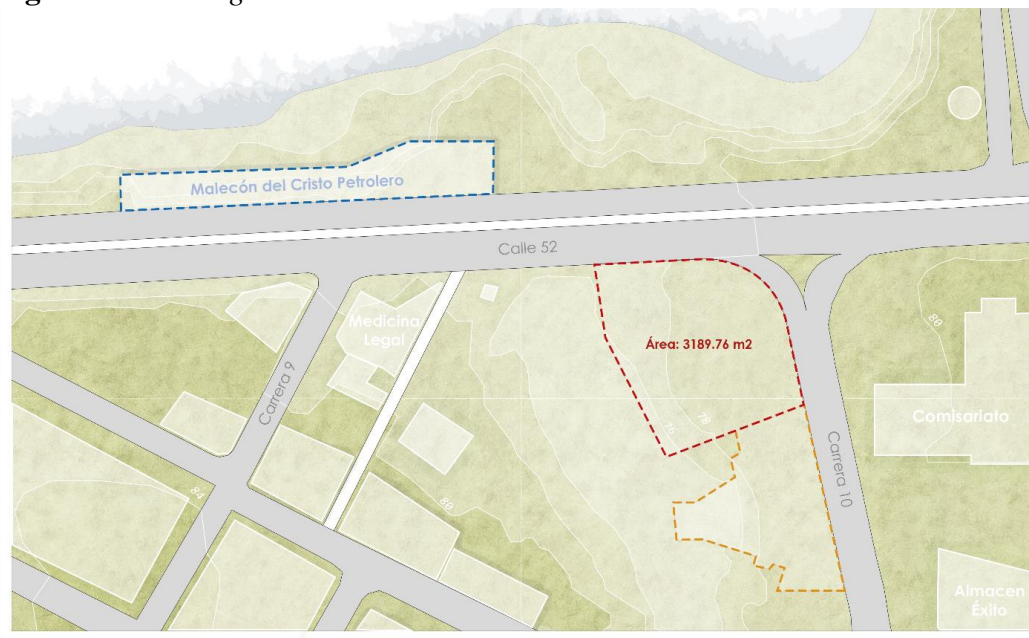 Malecón del Cristo Petrolero
Calle 52
Medicina
Legal
Área: 3189.76 m2
80
Carrera 9
78
76
Comisariato
Carrera 10
84
80
Almacen
Éxito